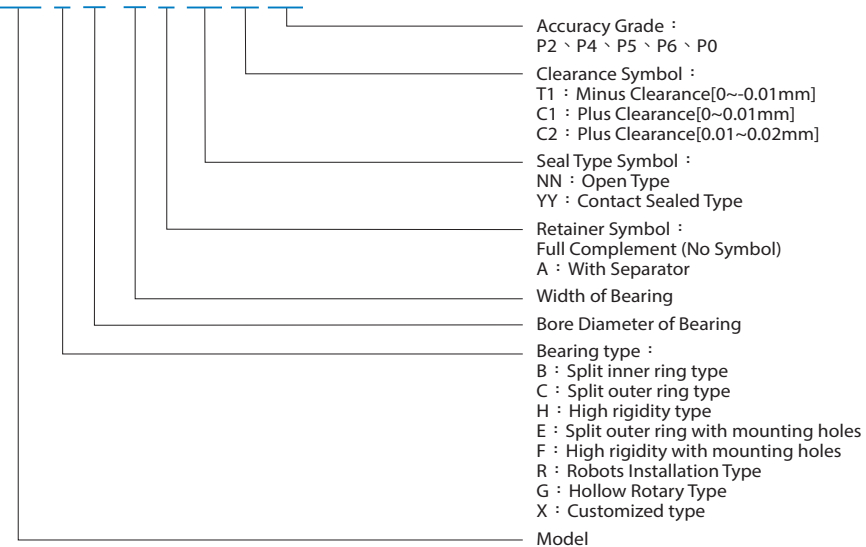 Accuracy Grade：
P2、P4、P5、P6、P0
Clearance Symbol：
T1：Minus Clearance[0~-0.01mm]
C1：Plus Clearance[0~0.01mm]
C2：Plus Clearance[0.01~0.02mm]
Seal Type Symbol：
NN：Open Type
YY：Contact Sealed Type
Retainer Symbol：
Full Complement (No Symbol)
A：With Separator
Width of Bearing
Bore Diameter of Bearing
Bearing type：
B：Split inner ring type
C：Split outer ring type
H：High rigidity type
E：Split outer ring with mounting holes
F：High rigidity with mounting holes
R：Robots Installation Type
G：Hollow Rotary Type
X：Customized type
Model